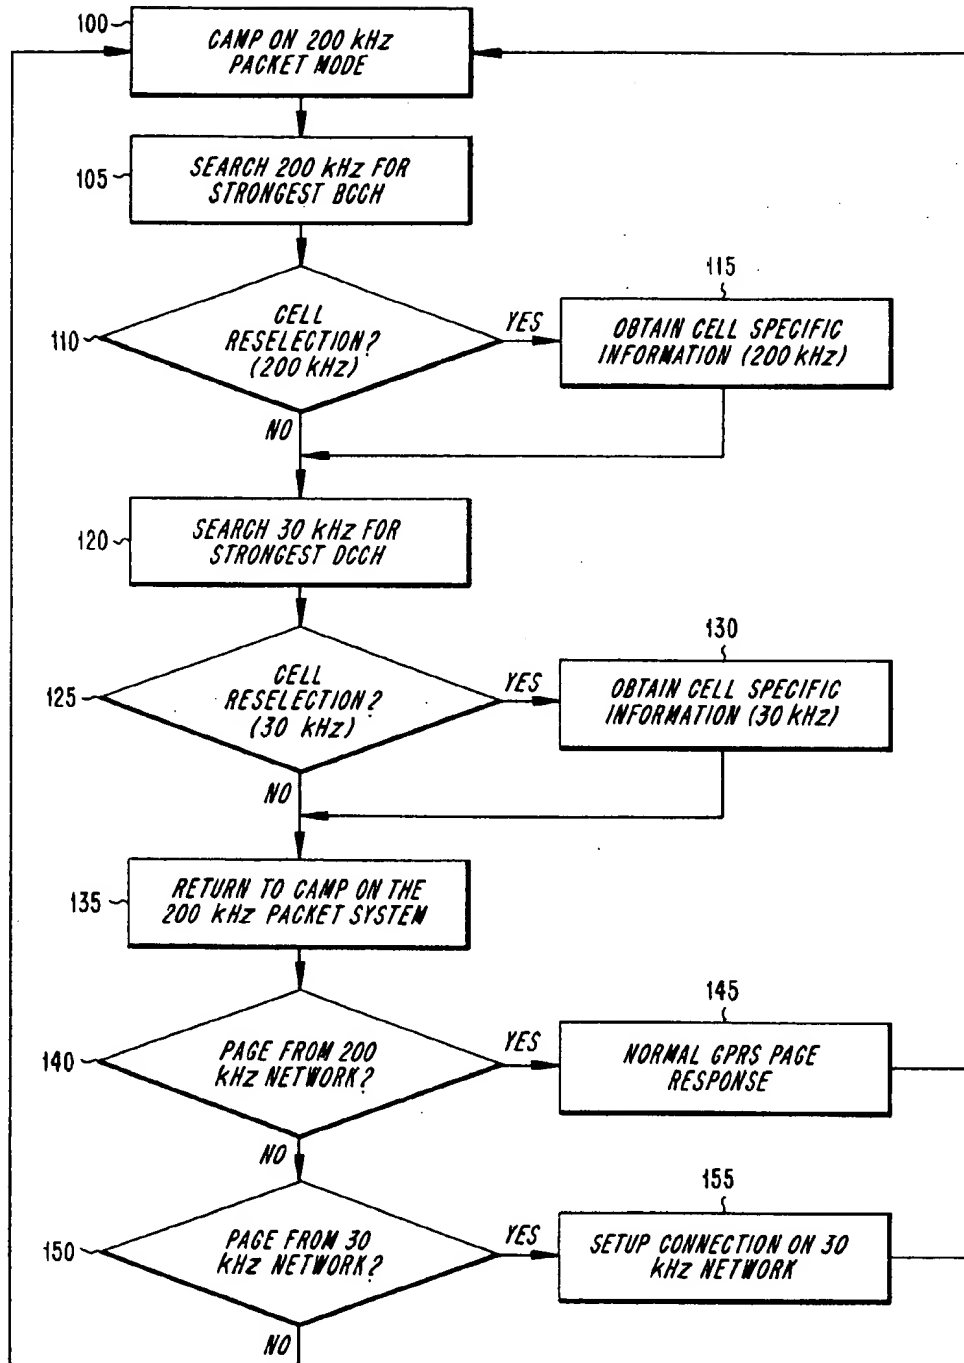 100
CAMP ON 200 kHz
PACKET MODE
105
SEARCH 200 kHz FOR
STRONGEST BCCH
110
CELL
RESELECTION?
(200 kHz)
YES
115
OBTAIN CELL SPECIFIC
INFORMATION (200 kHz)
NO
120
SEARCH 30 kHz FOR
STRONGEST DCCH
125
CELL
RESELECTION?
(30 kHz)
YES
130
OBTAIN CELL SPECIFIC
INFORMATION (30 kHz)
NO
135
RETURN TO CAMP ON THE
200 kHz PACKET SYSTEM
140
PAGE FROM 200
kHz NETWORK?
YES
145
NORMAL GPRS PAGE
RESPONSE
NO
150
PAGE FROM 30
kHz NETWORK?
YES
155
SETUP CONNECTION ON 30
kHz NETWORK
NO